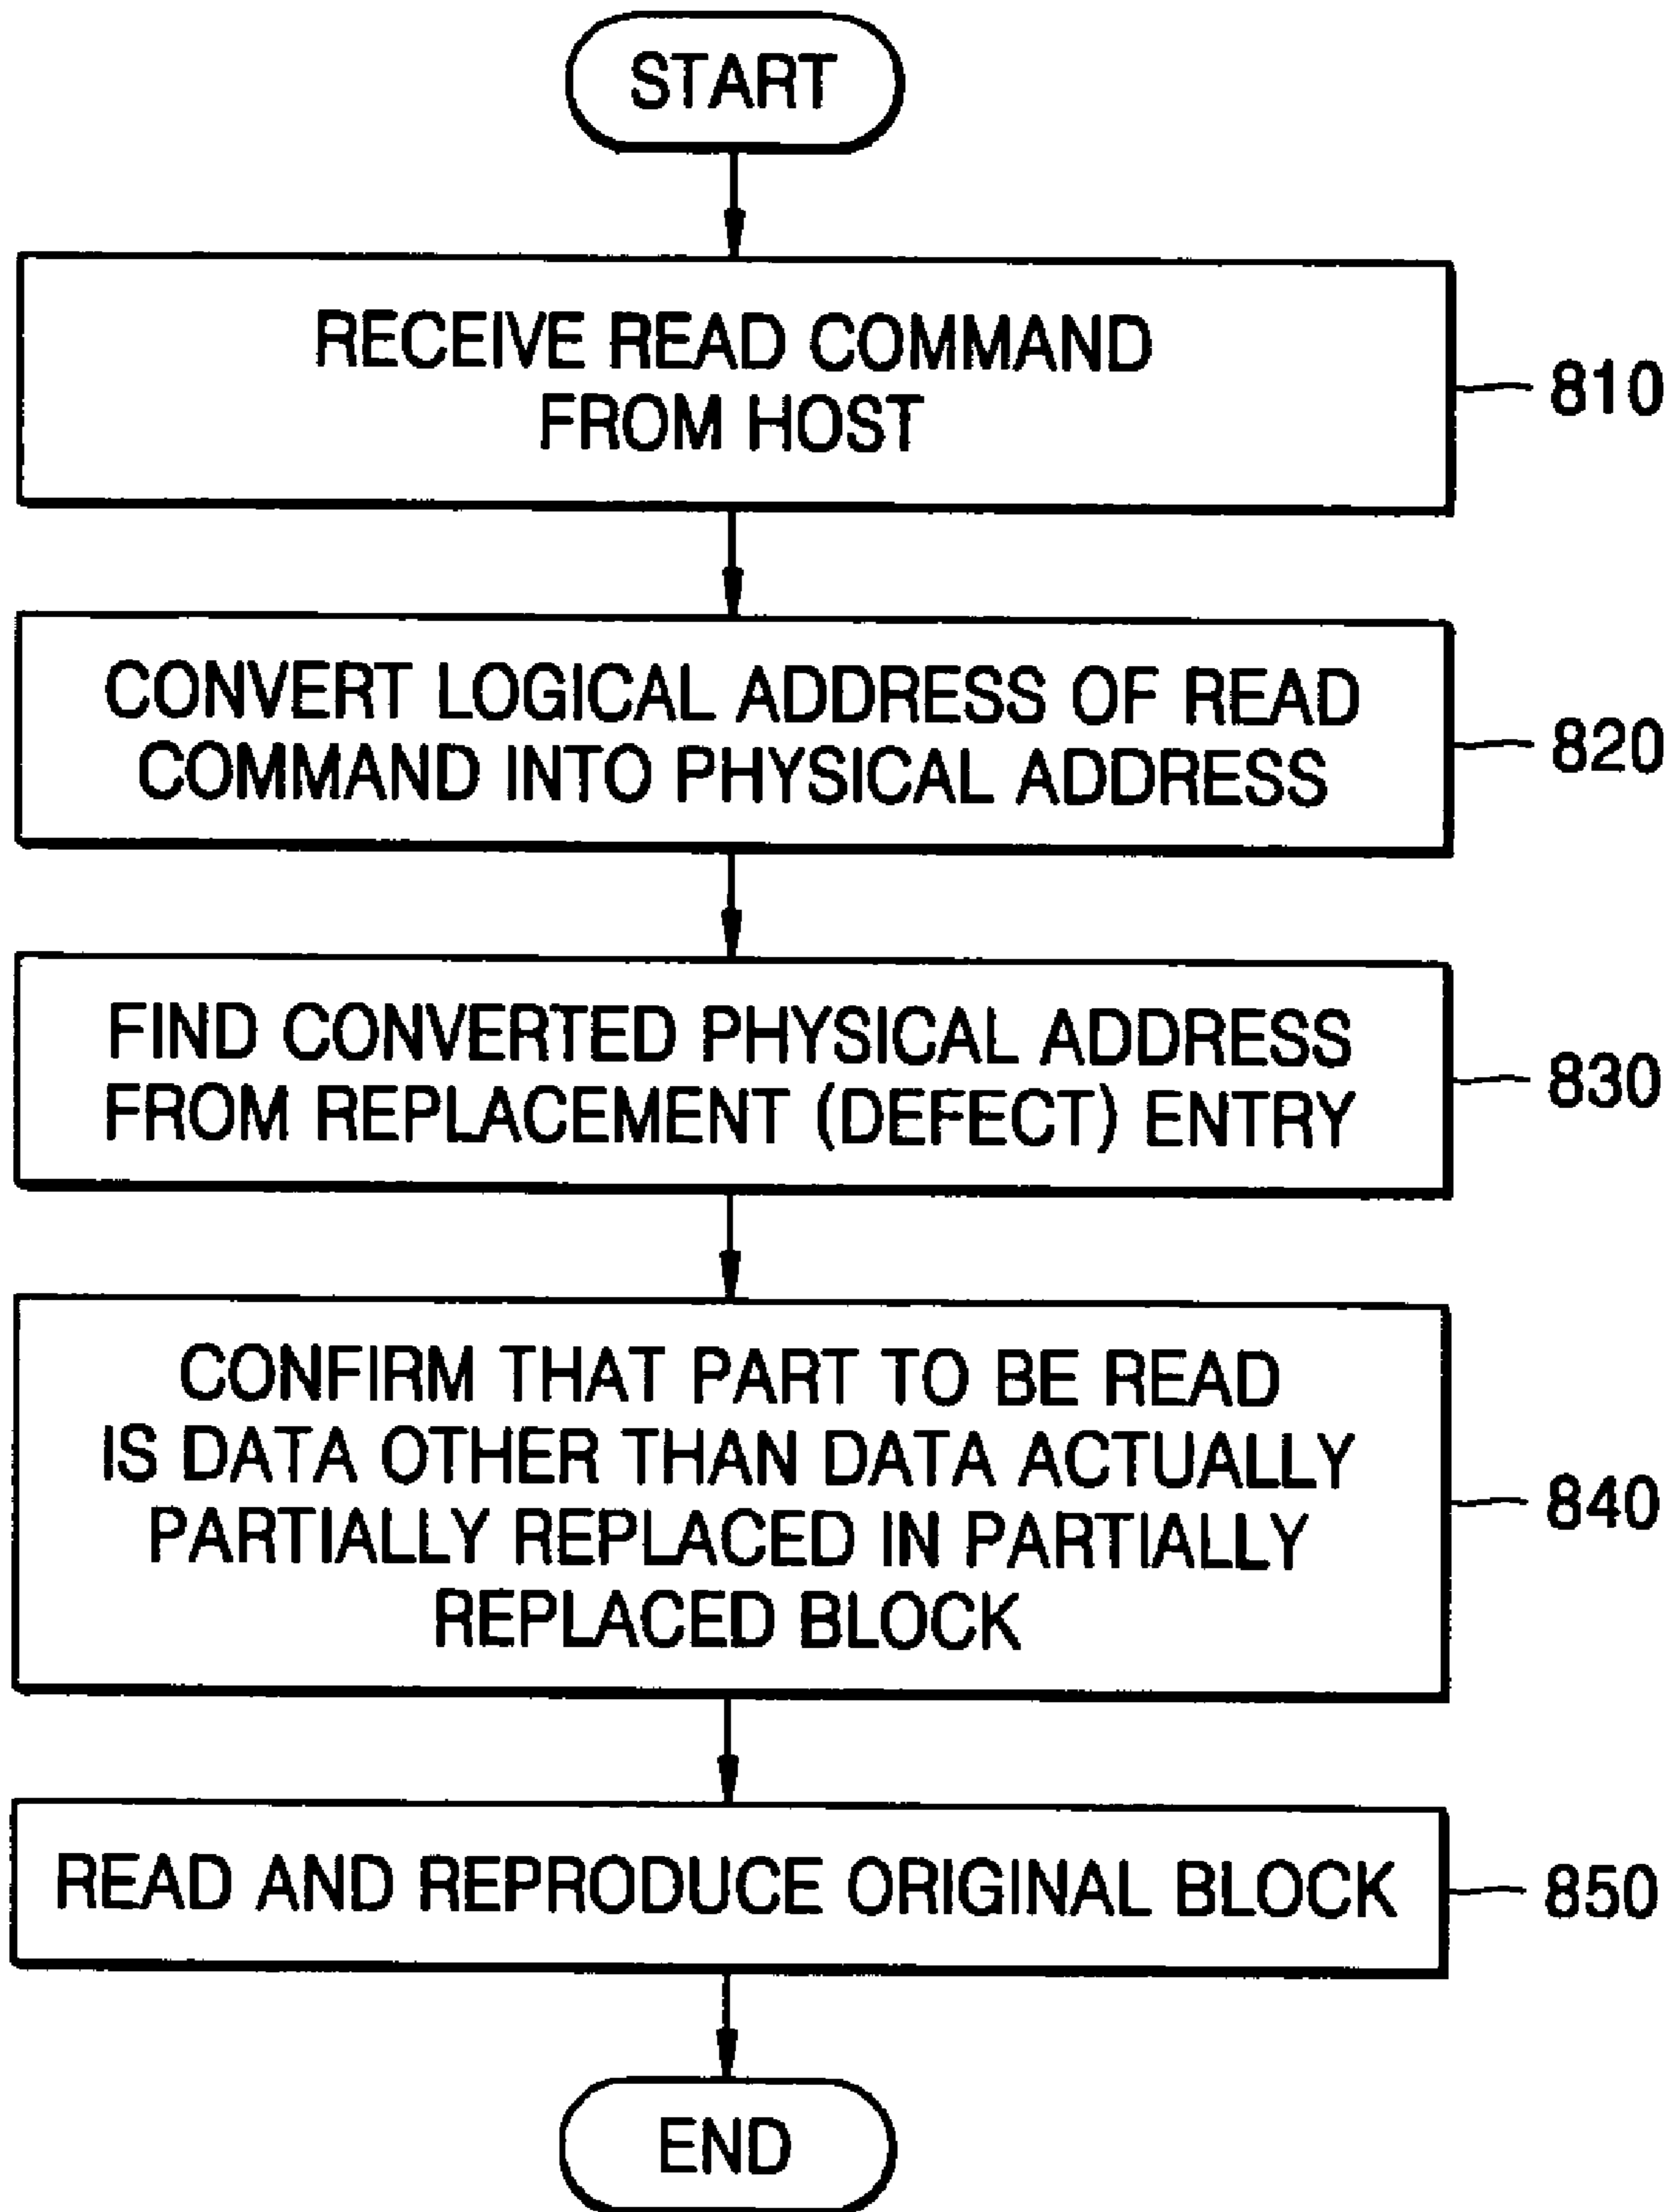 START
RECEIVE READ COMMAND
FROM HOST
810
CONVERT LOGICAL ADDRESS OF READ
COMMAND INTO PHYSICAL ADDRESS
820
FIND CONVERTED PHYSICAL ADDRESS
FROM REPLACEMENT (DEFECT) ENTRY
830
CONFIRM THAT PART TO BE READ
IS DATA OTHER THAN DATA ACTUALLY
PARTIALLY REPLACED IN PARTIALLY
REPLACED BLOCK
840
READ AND REPRODUCE ORIGINAL BLOCK
850
END